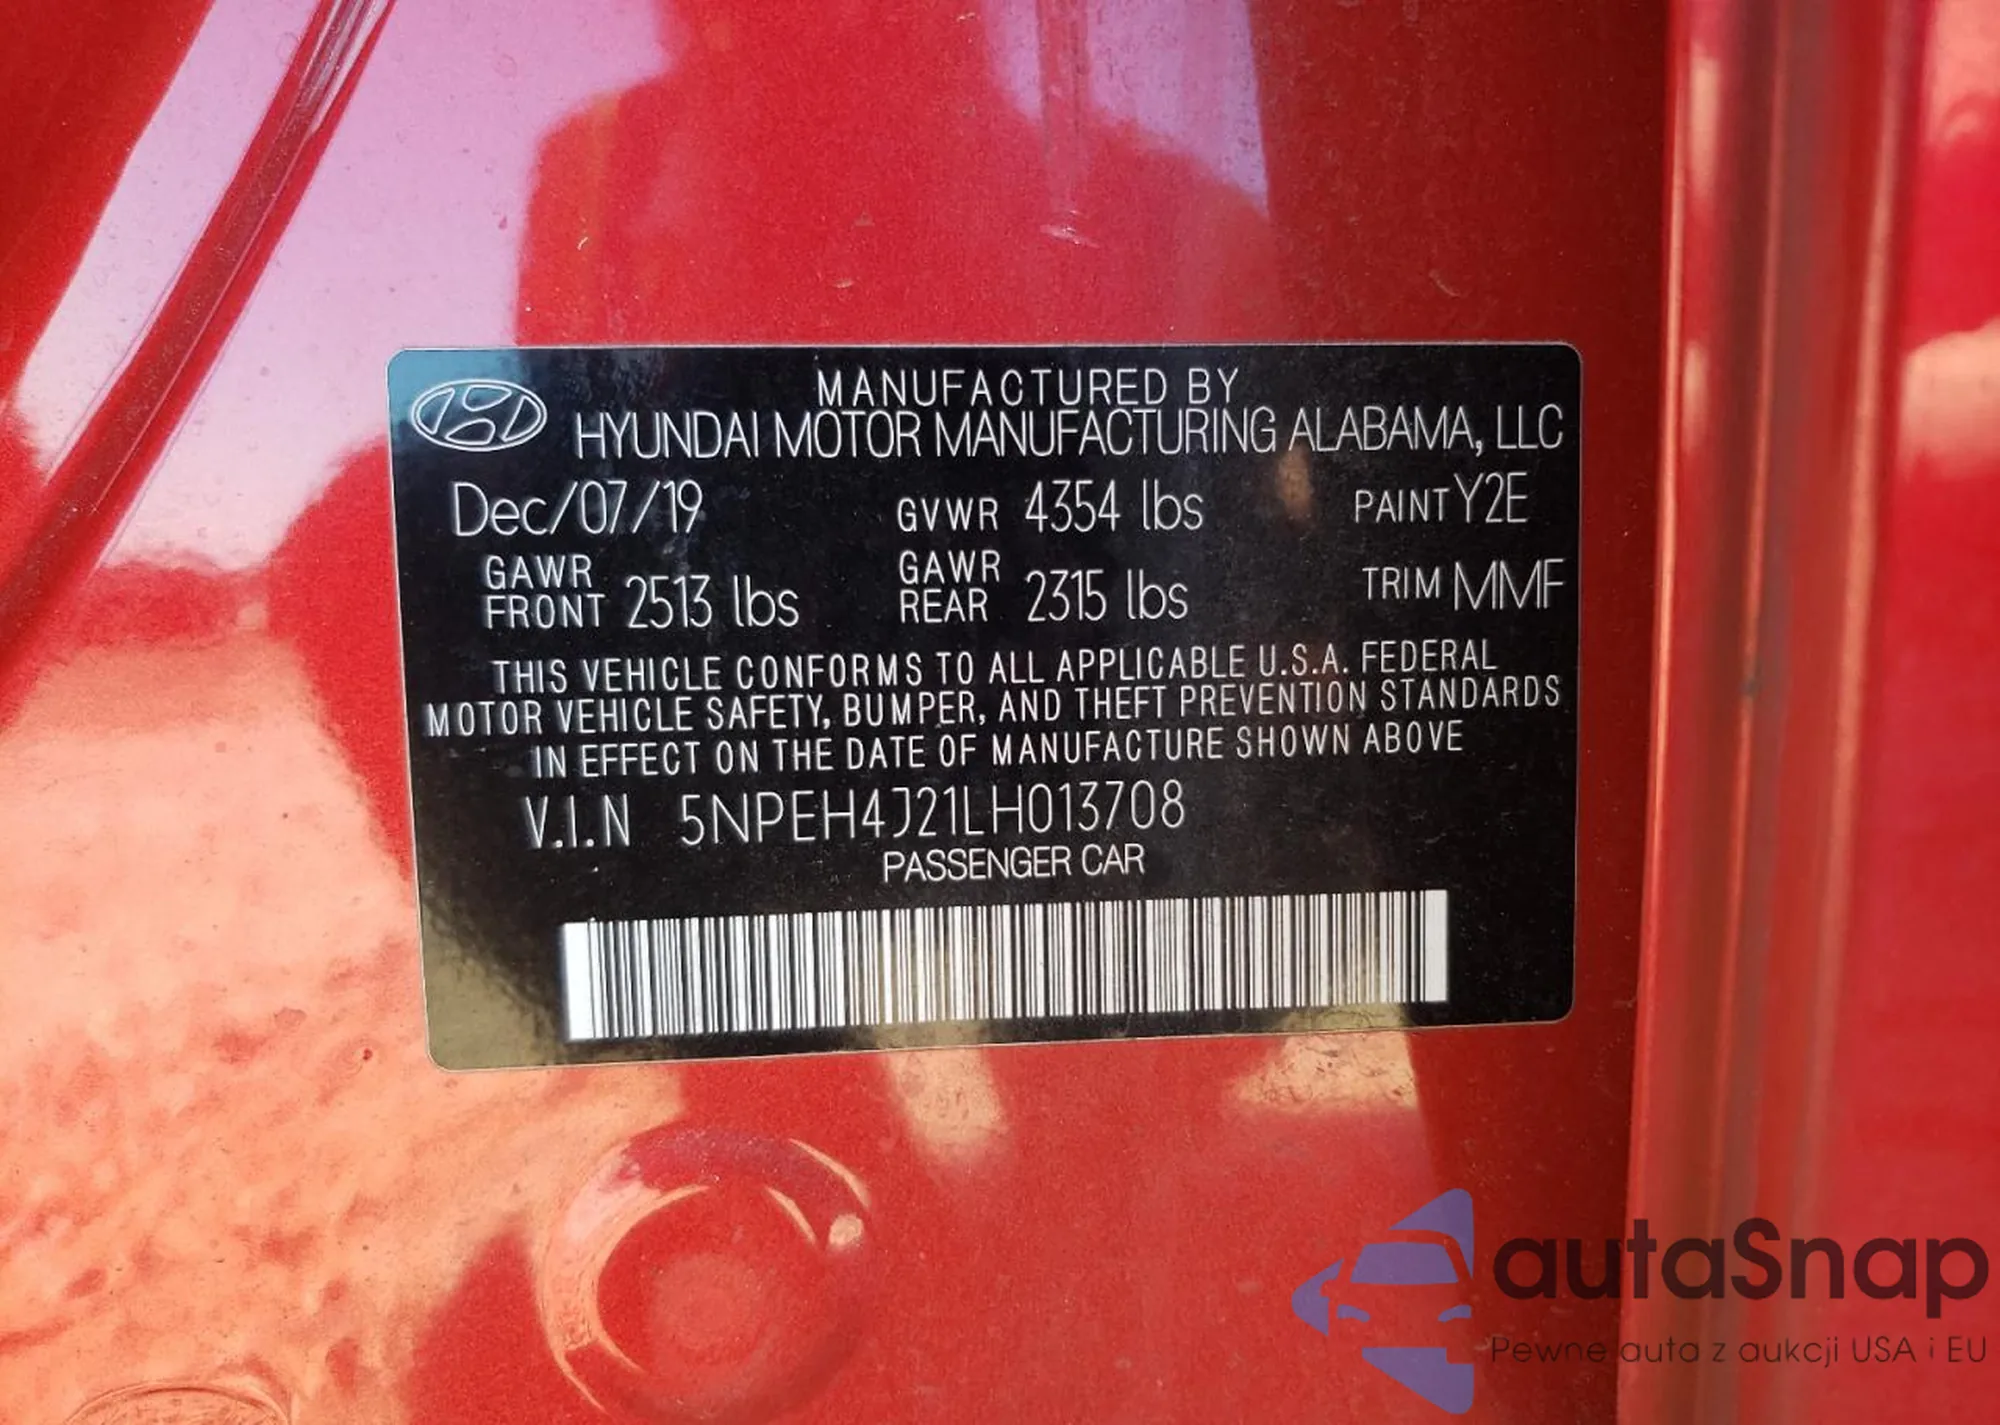 MANUFACTURED BY
HYUNDAI MOTOR MANUFACTURING ALABAMA, LLC
Dec/07/19 GVWR 4354 lbs PAINT Y2E
GAWR FRONT 2513 lbs GAWR REAR 2315 lbs TRIM MMF
THIS VEHICLE CONFORMS TO ALL APPLICABLE U.S.A. FEDERAL
MOTOR VEHICLE SAFETY, BUMPER, AND THEFT PREVENTION STANDARDS
IN EFFECT ON THE DATE OF MANUFACTURE SHOWN ABOVE
V.I.N 5NPEH4J21LH013708
PASSENGER CAR
autaSnap
Pewne auta z aukcji USA i EU